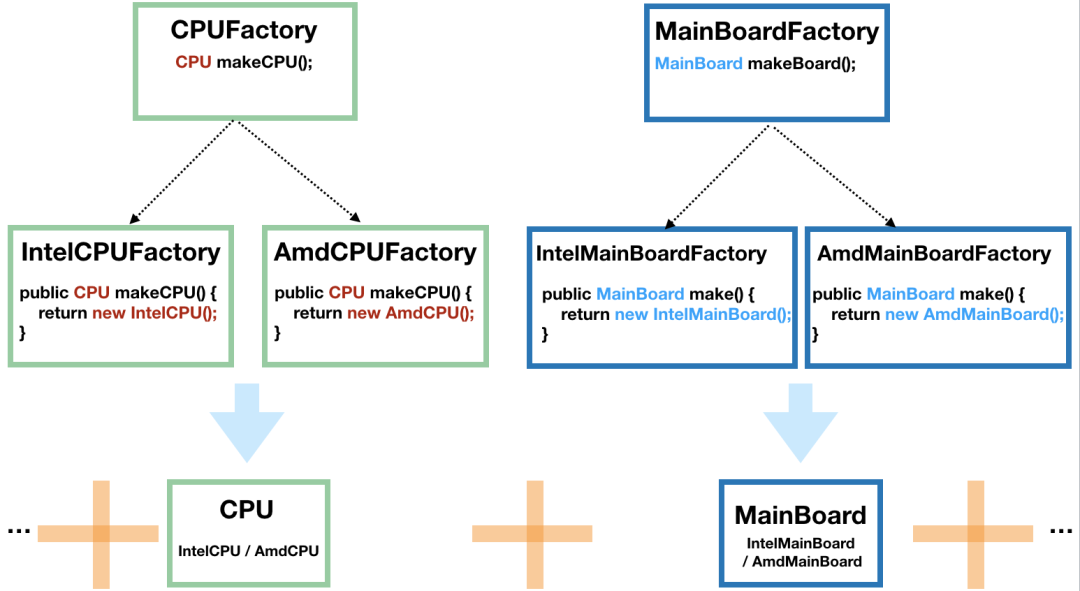 CPUFactory
CPU makeCPU();
MainBoardFactory
MainBoard makeBoard();
IntelCPUFactory
public CPU makeCPU() {
return new IntelCPU();
}
AmdCPUFactory
public CPU makeCPU() {
return new AmdCPU();
}
IntelMainBoardFactory
public MainBoard make() {
return new IntelMainBoard();
}
AmdMainBoardFactory
public MainBoard make() {
return new AmdMainBoard();
}
...
CPU
IntelCPU / AmdCPU
MainBoard
IntelMainBoard
/ AmdMainBoard
...